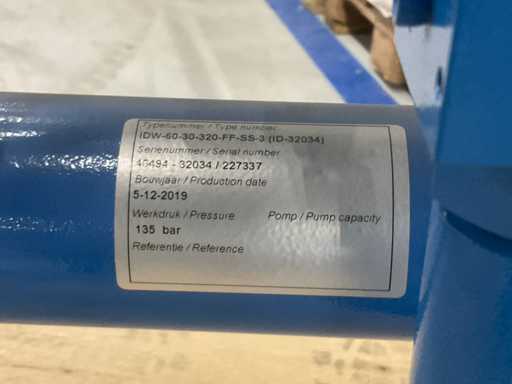 Typenummer / Type number
IDW-60-30-320-FF-SS-3 (ID-32034)
Serienummer / Serial number
40494 - 32034 / 227337
Bouwjaar / Production date
5-12-2019
Werkdruk / Pressure Pomp / Pump capacity
135 bar
Referentie / Reference